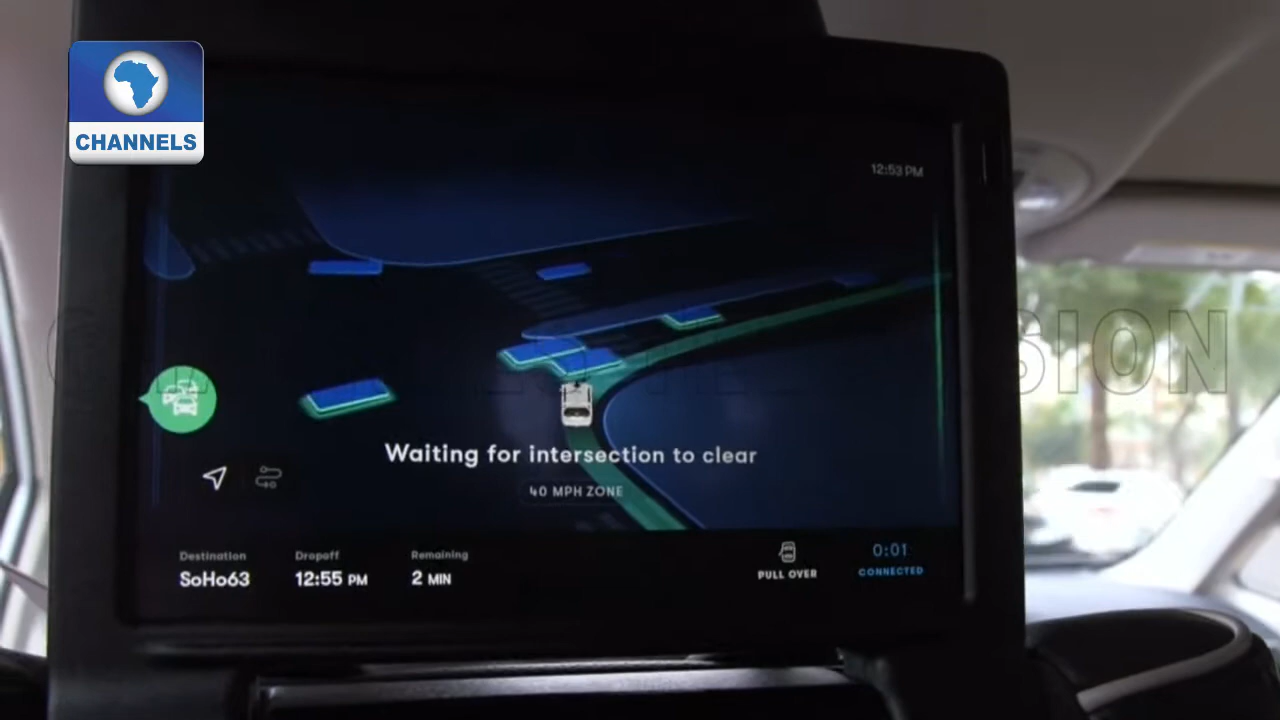 CHANNELS
12:53 PM
SION
Waiting for intersection to clear
40 MPH ZONE
Destination
SoHo63
Dropoff
12:55 PM
Remaining
2 MIN
PULL OVER
0:01
CONNECTED